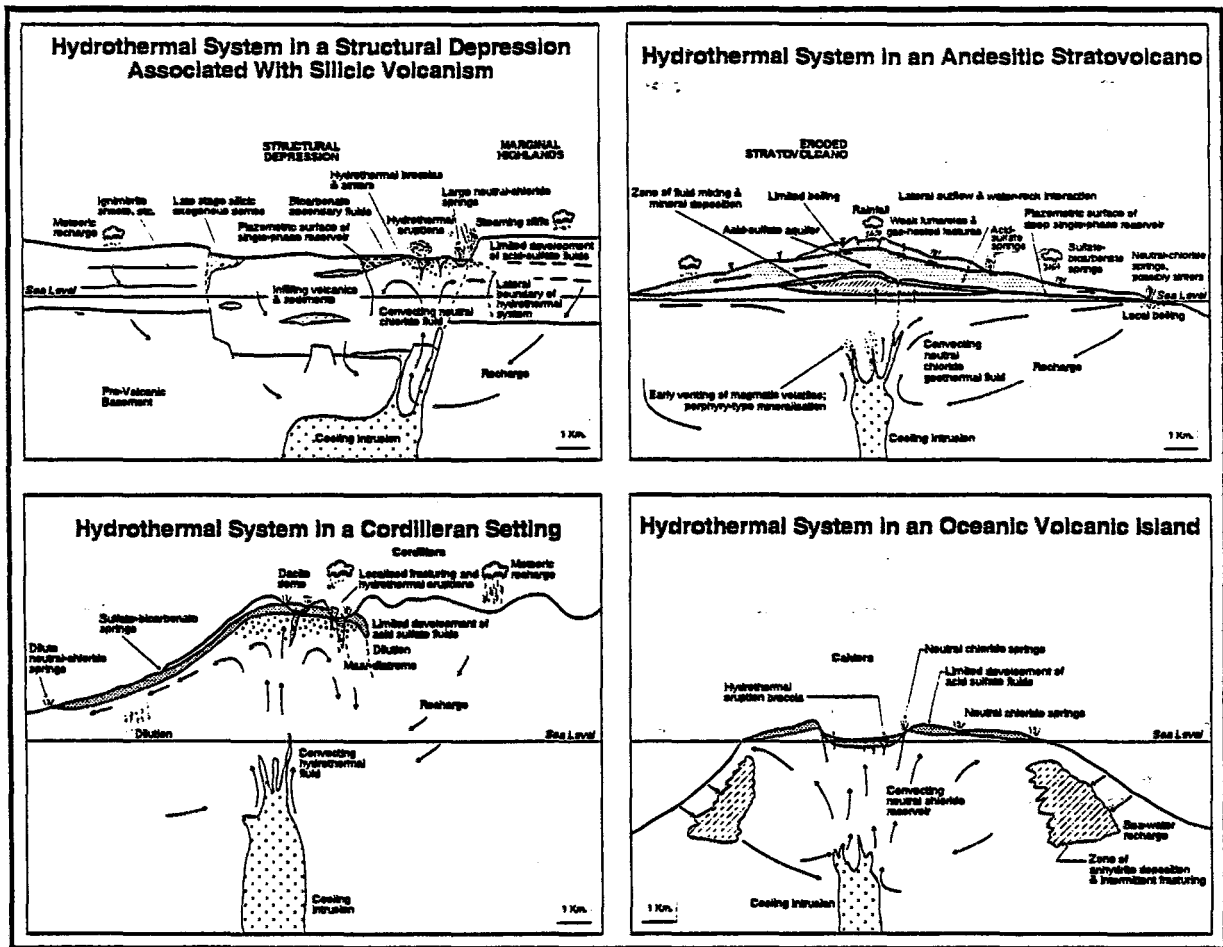 Hydrothermal System in a Structural Depression
Associated With Silicic Volcanism
STRUCTURAL
DEPRESSION
MARGINAL
HIGHLANDS
Hydrothermal breccias
& sinters
Large neutral-chloride
springs
Ignimbrite
sheets, etc.
Late stage silicic
exogenous domes
Bicarbonate
secondary fluids
Hydrothermal
eruptions
Steaming cliffs
Meteoric
recharge
Piezometric surface of
single-phase reservoir
Limited development
of acid-sulfate fluids
Sea Level
Infilling volcanics
& sediments
Lateral
boundary of
hydrothermal
system
Convecting neutral
chloride fluid
Recharge
Pre-Volcanic
Basement
Cooling intrusion
1 Km.
Hydrothermal System in an Andesitic Stratovolcano
ERODED
STRATOVOLCANO
Zone of fluid mixing &
mineral deposition
Limited boiling
Lateral outflow & water-rock interaction
Rainfall
Weak fumaroles &
gas-heated features
Piezometric surface of
deep single-phase reservoir
Acid-sulfate aquifer
Acid-
sulfate
springs
Sulfate-
bicarbonate
springs
Neutral-chloride
springs,
possibly sinters
Sea Level
Local boiling
Convecting
neutral
chloride
geothermal fluid
Recharge
Early venting of magmatic volatiles;
porphyry-type mineralisation
Cooling intrusion
1 Km.
Hydrothermal System in a Cordilleran Setting
Cordillera
Dacite
dome
Localised fracturing and
hydrothermal eruptions
Meteoric
recharge
Sulfate-bicarbonate
springs
Limited development of
acid sulfate fluids
Dilute
neutral-chloride
springs
Dilution
Maar-diatreme
Recharge
Dilution
Sea Level
Convecting
hydrothermal
fluid
Cooling
intrusion
1 Km.
Hydrothermal System in an Oceanic Volcanic Island
Caldera
Neutral chloride springs
Limited development of
acid sulfate fluids
Hydrothermal
eruption breccia
Neutral chloride springs
Sea Level
Convecting
neutral chloride
reservoir
Sea-water
recharge
Zone of
anhydrite deposition
& intermittent fracturing
Cooling intrusion
1 Km.